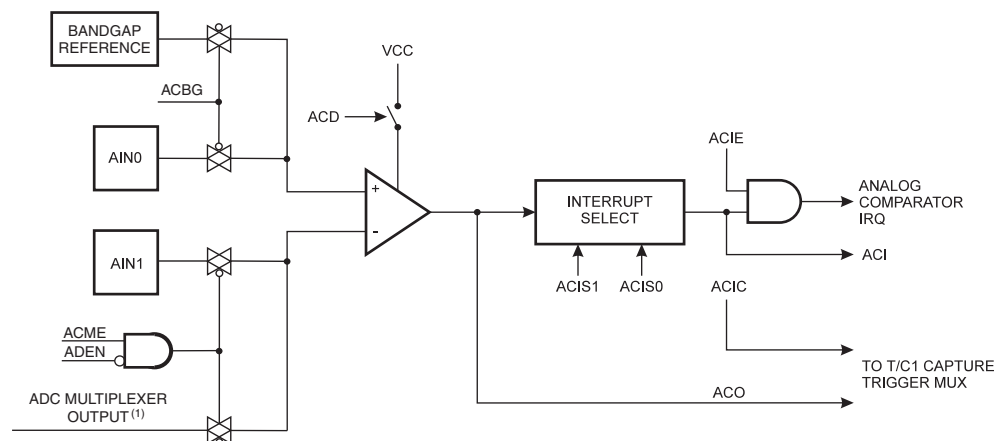 BANDGAP
REFERENCE
ACBG
AIN0
AIN1
ACME
ADEN
ADC MULTIPLEXER
OUTPUT (1)
VCC
ACD
+
-
INTERRUPT
SELECT
ACIS1 ACIS0
ACIE
ANALOG
COMPARATOR
IRQ
ACI
ACIC
TO T/C1 CAPTURE
TRIGGER MUX
ACO